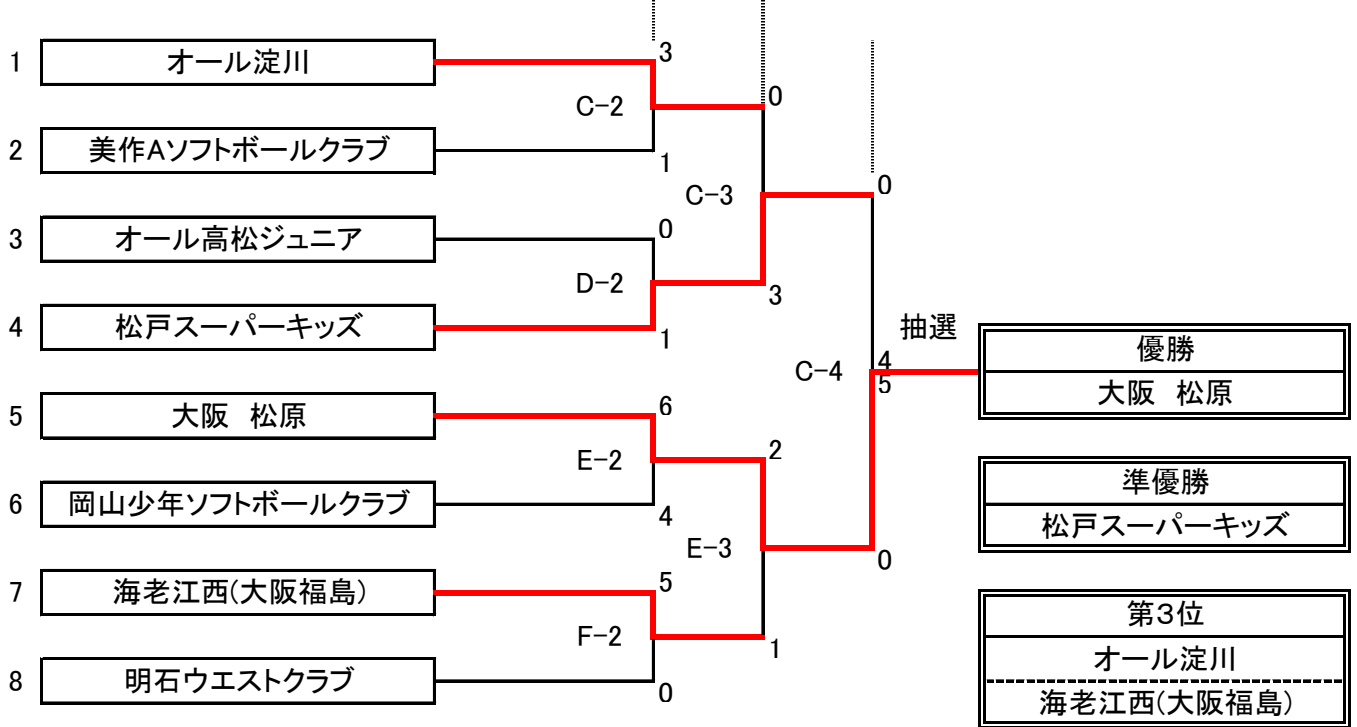 1 オール淀川
3
C-2
0
2 美作Aソフトボールクラブ
1
C-3
0
3 オール高松ジュニア
0
D-2
3
4 松戸スーパーキッズ
1
抽選
優勝
C-4
4
5
大阪 松原
5 大阪 松原
6
E-2
2
準優勝
6 岡山少年ソフトボールクラブ
4
松戸スーパーキッズ
E-3
0
7 海老江西(大阪福島)
5
第3位
F-2
1
オール淀川
8 明石ウエストクラブ
0
海老江西(大阪福島)